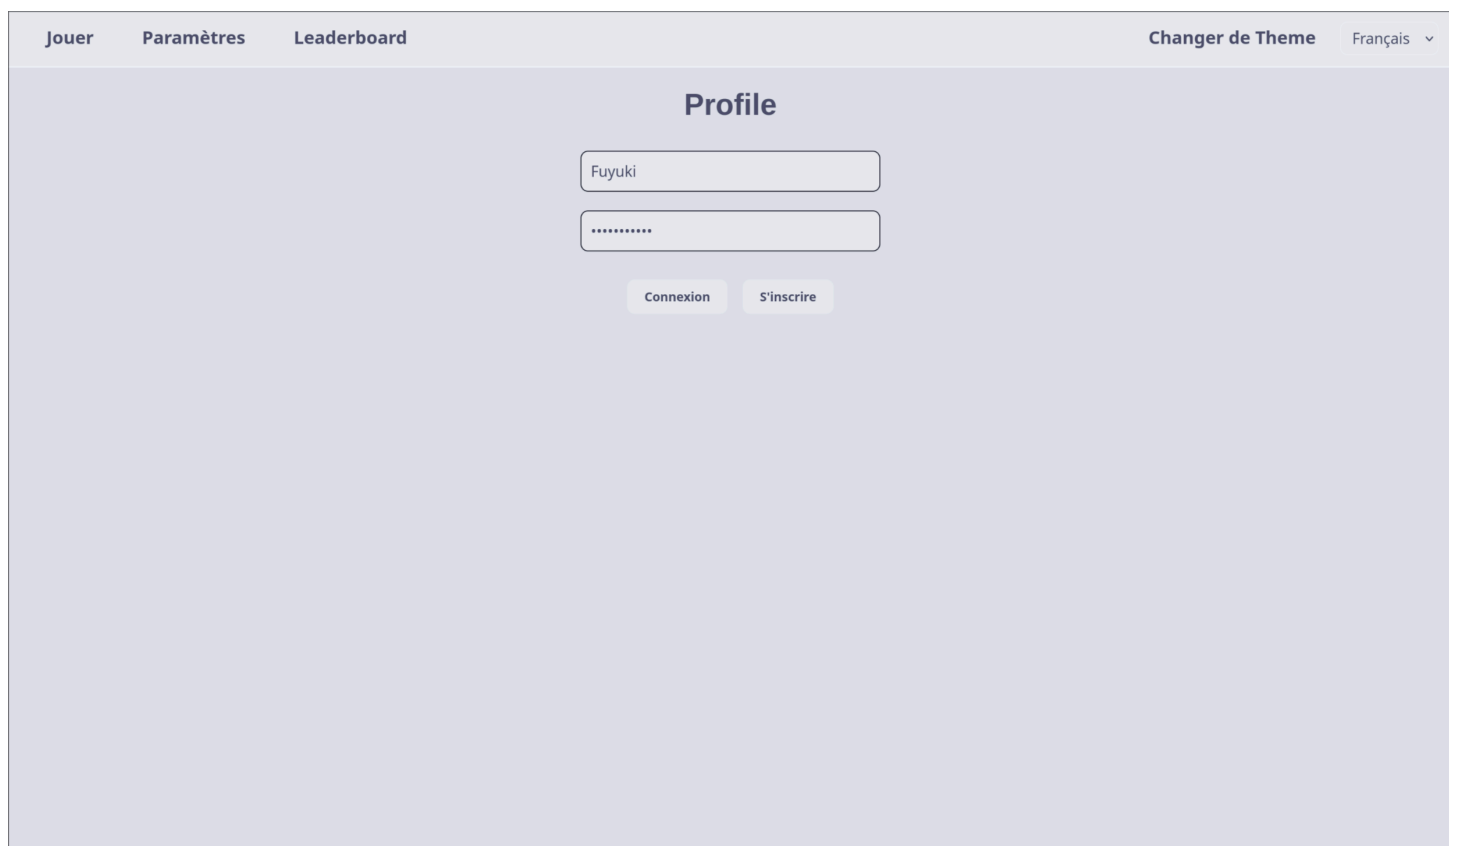 Jouer Paramètres Leaderboard Changer de Theme Français
Profile
Fuyuki
•••••••••••
Connexion S'inscrire